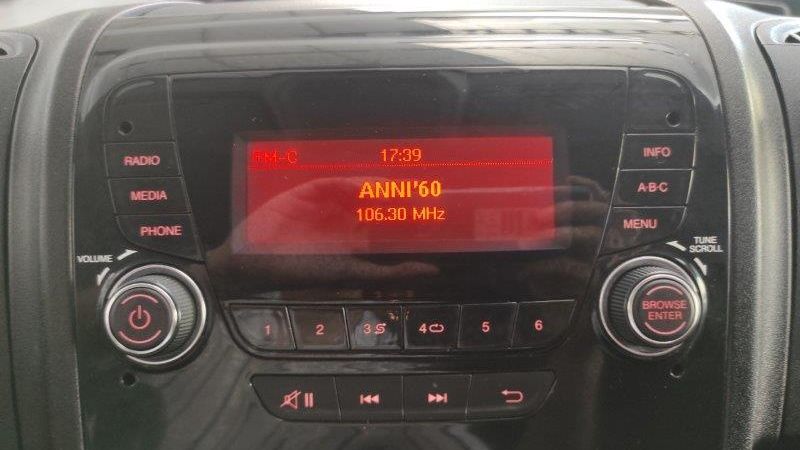 FM-C 17:39
ANNI'60
106.30 MHz
RADIO
MEDIA
PHONE
VOLUME
INFO
A-B-C
MENU
TUNE
SCROLL
BROWSE
ENTER
1 2 3 4 5 6